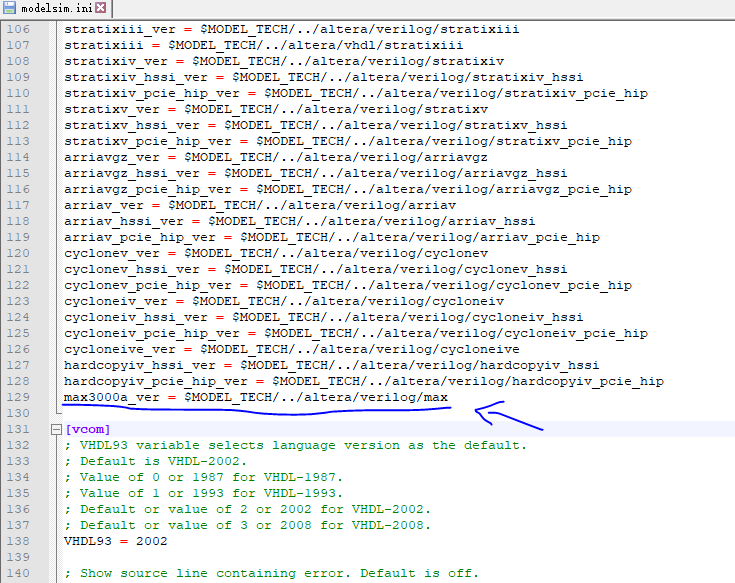 modelsim.ini
106 stratixiii_ver = $MODEL_TECH/../altera/verilog/stratixiii
107 stratixiii = $MODEL_TECH/../altera/vhdl/stratixiii
108 stratixiv_ver = $MODEL_TECH/../altera/verilog/stratixiv
109 stratixiv_hssi_ver = $MODEL_TECH/../altera/verilog/stratixiv_hssi
110 stratixiv_pcie_hip_ver = $MODEL_TECH/../altera/verilog/stratixiv_pcie_hip
111 stratixv_ver = $MODEL_TECH/../altera/verilog/stratixv
112 stratixv_hssi_ver = $MODEL_TECH/../altera/verilog/stratixv_hssi
113 stratixv_pcie_hip_ver = $MODEL_TECH/../altera/verilog/stratixv_pcie_hip
114 arriavgz_ver = $MODEL_TECH/../altera/verilog/arriavgz
115 arriavgz_hssi_ver = $MODEL_TECH/../altera/verilog/arriavgz_hssi
116 arriavgz_pcie_hip_ver = $MODEL_TECH/../altera/verilog/arriavgz_pcie_hip
117 arriav_ver = $MODEL_TECH/../altera/verilog/arriav
118 arriav_hssi_ver = $MODEL_TECH/../altera/verilog/arriav_hssi
119 arriav_pcie_hip_ver = $MODEL_TECH/../altera/verilog/arriav_pcie_hip
120 cyclonev_ver = $MODEL_TECH/../altera/verilog/cyclonev
121 cyclonev_hssi_ver = $MODEL_TECH/../altera/verilog/cyclonev_hssi
122 cyclonev_pcie_hip_ver = $MODEL_TECH/../altera/verilog/cyclonev_pcie_hip
123 cycloneiv_ver = $MODEL_TECH/../altera/verilog/cycloneiv
124 cycloneiv_hssi_ver = $MODEL_TECH/../altera/verilog/cycloneiv_hssi
125 cycloneiv_pcie_hip_ver = $MODEL_TECH/../altera/verilog/cycloneiv_pcie_hip
126 cycloneive_ver = $MODEL_TECH/../altera/verilog/cycloneive
127 hardcopyiv_hssi_ver = $MODEL_TECH/../altera/verilog/hardcopyiv_hssi
128 hardcopyiv_pcie_hip_ver = $MODEL_TECH/../altera/verilog/hardcopyiv_pcie_hip
129 max3000a_ver = $MODEL_TECH/../altera/verilog/max
130
131 [vcom]
132 ; VHDL93 variable selects language version as the default.
133 ; Default is VHDL-2002.
134 ; Value of 0 or 1987 for VHDL-1987.
135 ; Value of 1 or 1993 for VHDL-1993.
136 ; Default or value of 2 or 2002 for VHDL-2002.
137 ; Default or value of 3 or 2008 for VHDL-2008.
138 VHDL93 = 2002
139
140 ; Show source line containing error. Default is off.